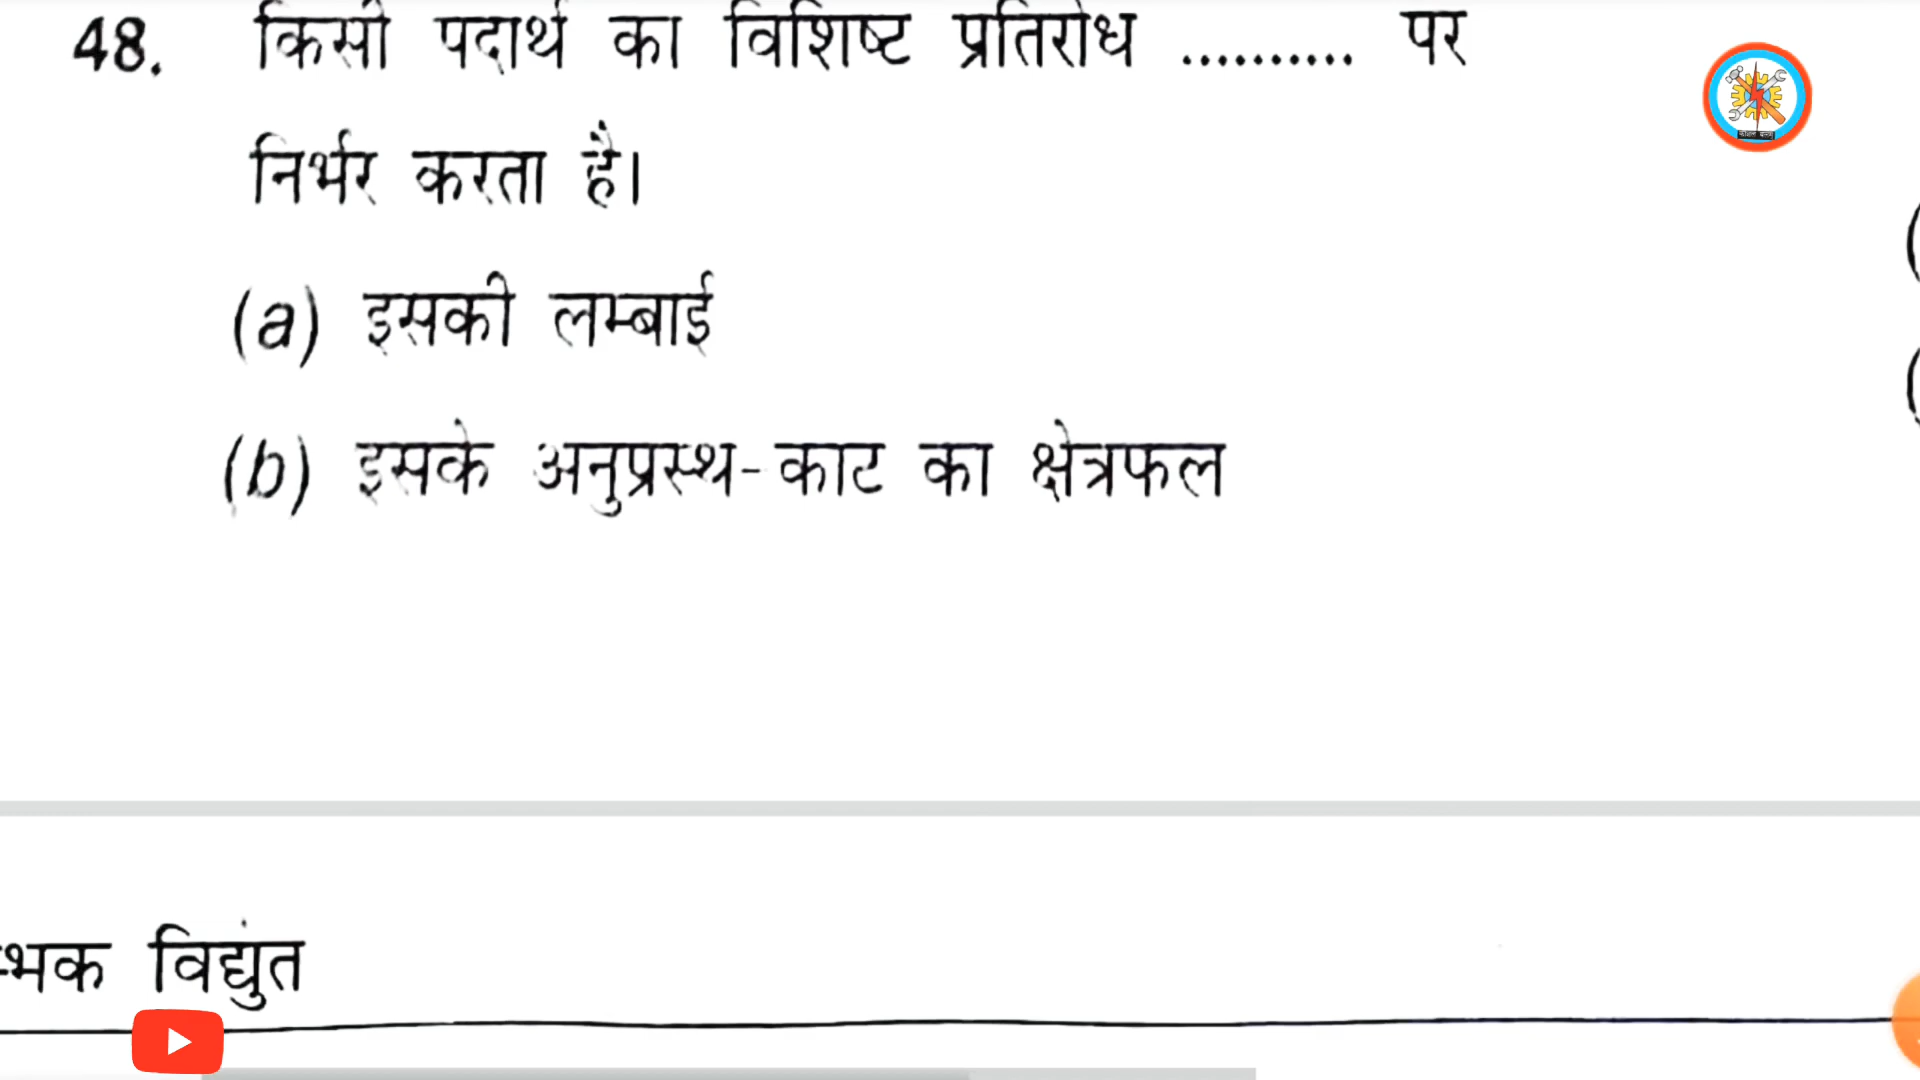 48. किसी पदार्थ का विशिष्ट प्रतिरोध .......... पर
निर्भर करता है।
(a) इसकी लम्बाई
(b) इसके अनुप्रस्थ-काट का क्षेत्रफल
म्भक विद्युत